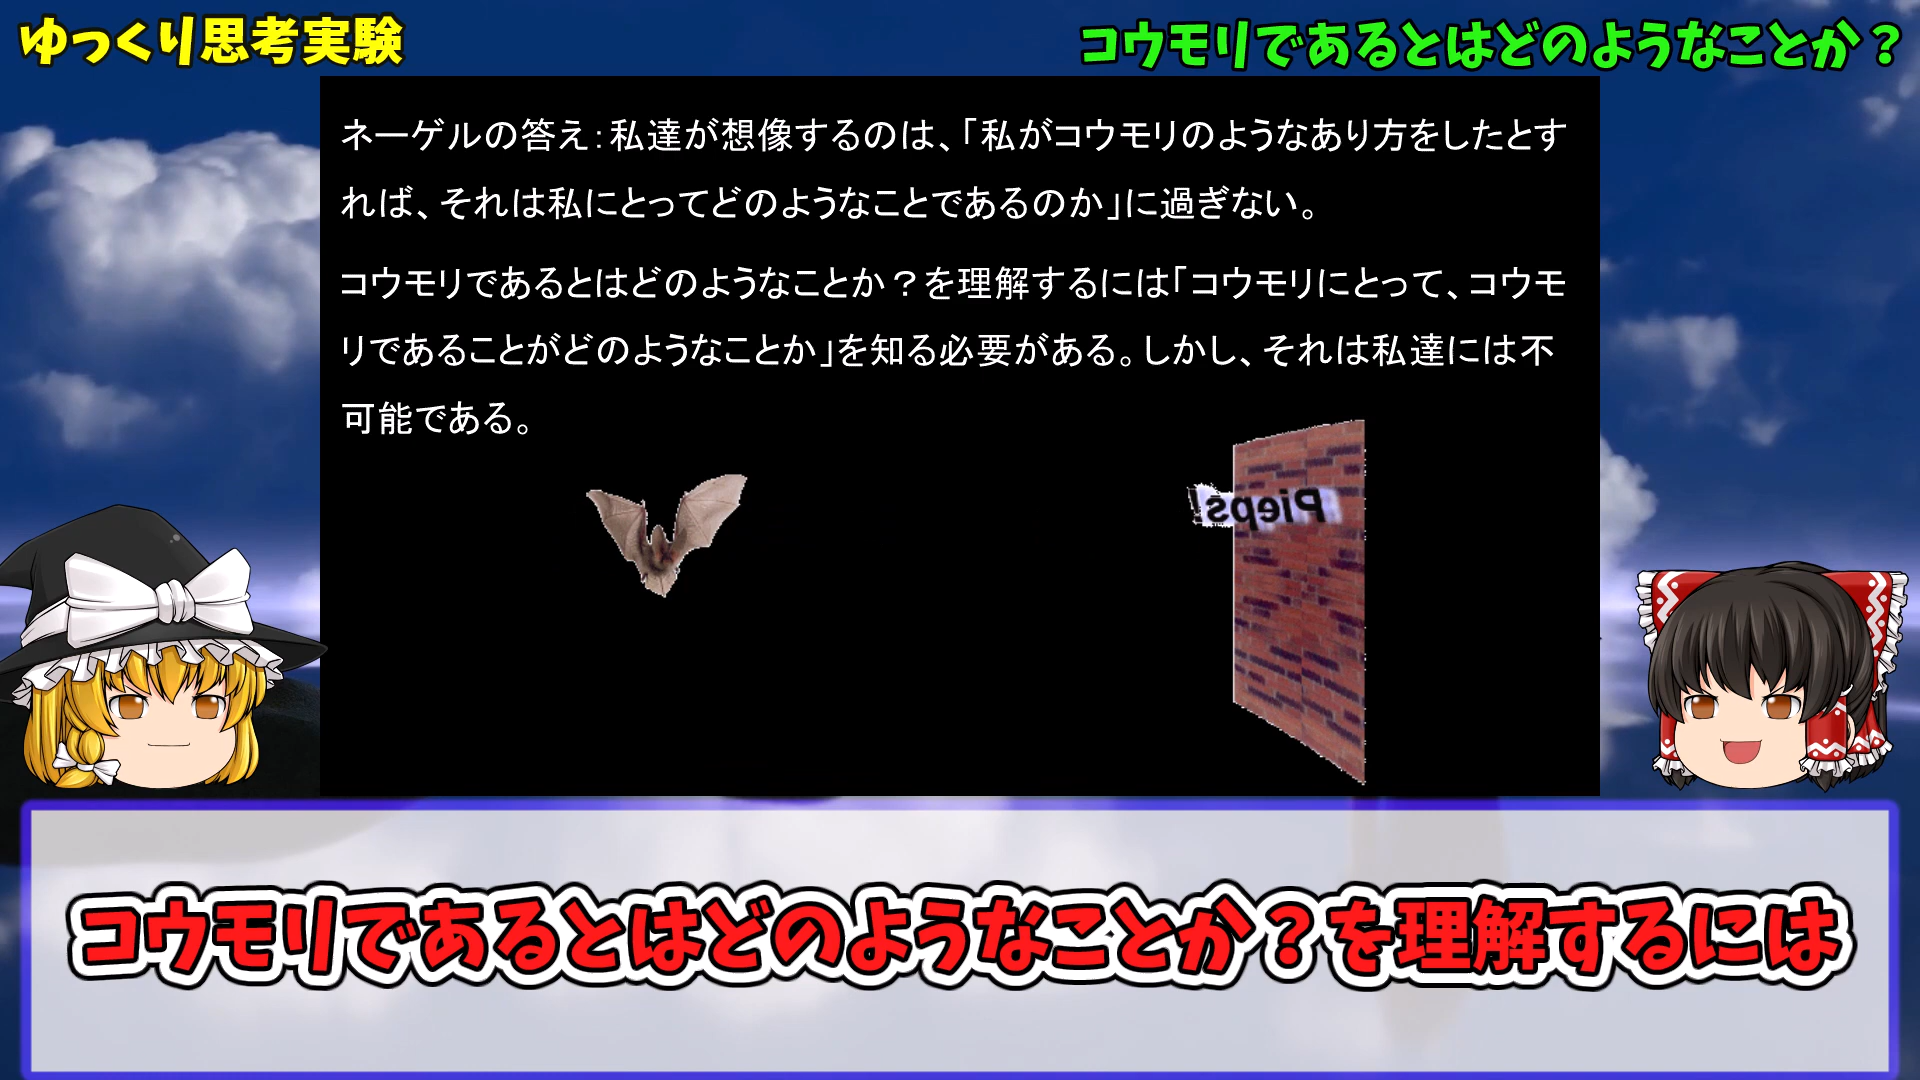 ゆっくり思考実験
コウモリであるとはどのようなことか？
ネーゲルの答え：私達が想像するのは、「私がコウモリのようなあり方をしたとす
れば、それは私にとってどのようなことであるのか」に過ぎない。
コウモリであるとはどのようなことか？を理解するには「コウモリにとって、コウモ
リであることがどのようなことか」を知る必要がある。しかし、それは私達には不
可能である。
Pieps!
コウモリであるとはどのようなことか？を理解するには